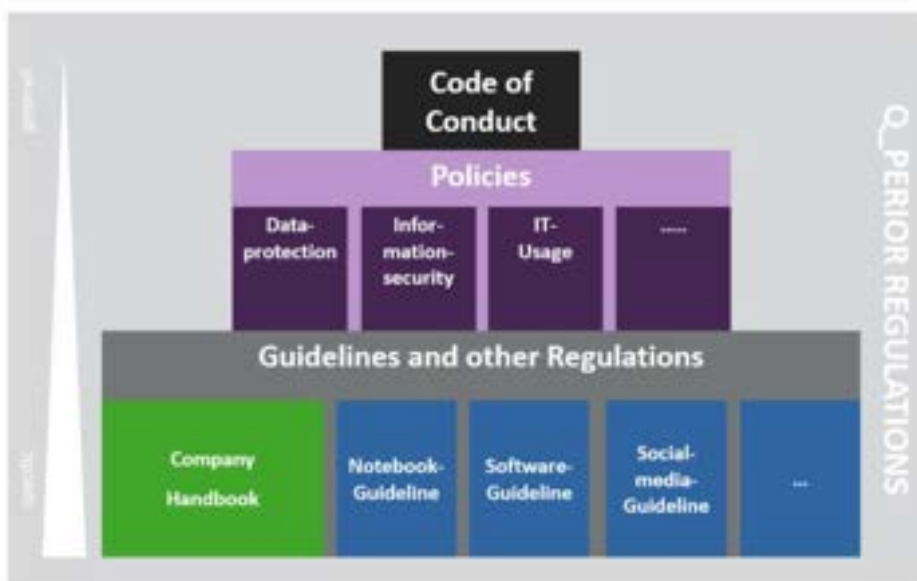 Code of
Conduct
Policies
Data-
protection
Infor-
mation-
security
IT-
Usage
.....
Guidelines and other Regulations
Company
Handbook
Notebook-
Guideline
Software-
Guideline
Social-
media-
Guideline
...
Q_PERIOR REGULATIONS